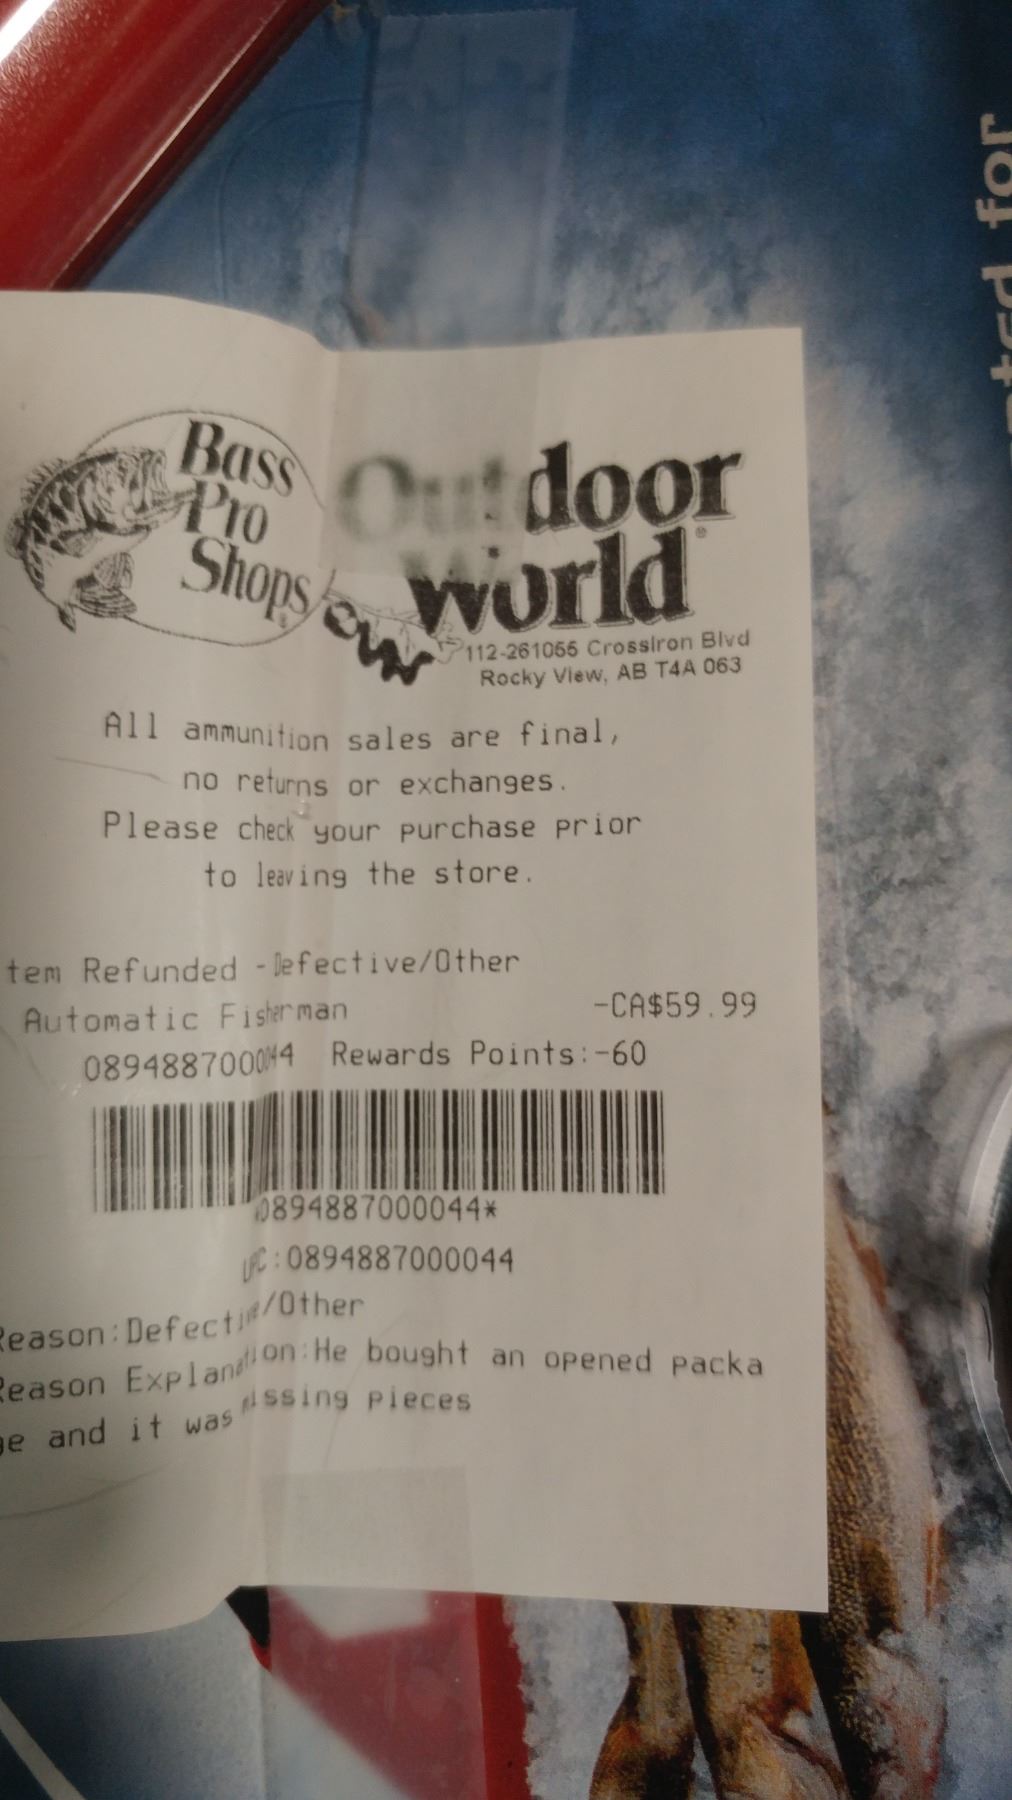 Bass
Pro
Shops
Outdoor
World®
112-261055 CrossIron Blvd
Rocky View, AB T4A 063
All ammunition sales are final,
no returns or exchanges.
Please check your purchase prior
to leaving the store.
tem Refunded - Defective/Other
Automatic Fisherman -CA$59.99
0894887000044 Rewards Points:-60
*0894887000044*
UPC:0894887000044
Reason:Defective/Other
Reason Explanation:He bought an opened packa
ge and it was missing pieces
for